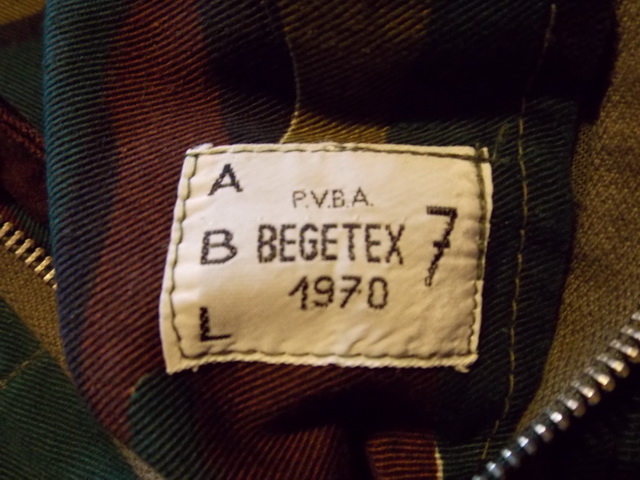 A
P.V.B.A.
B BEGETEX 7
1970
L